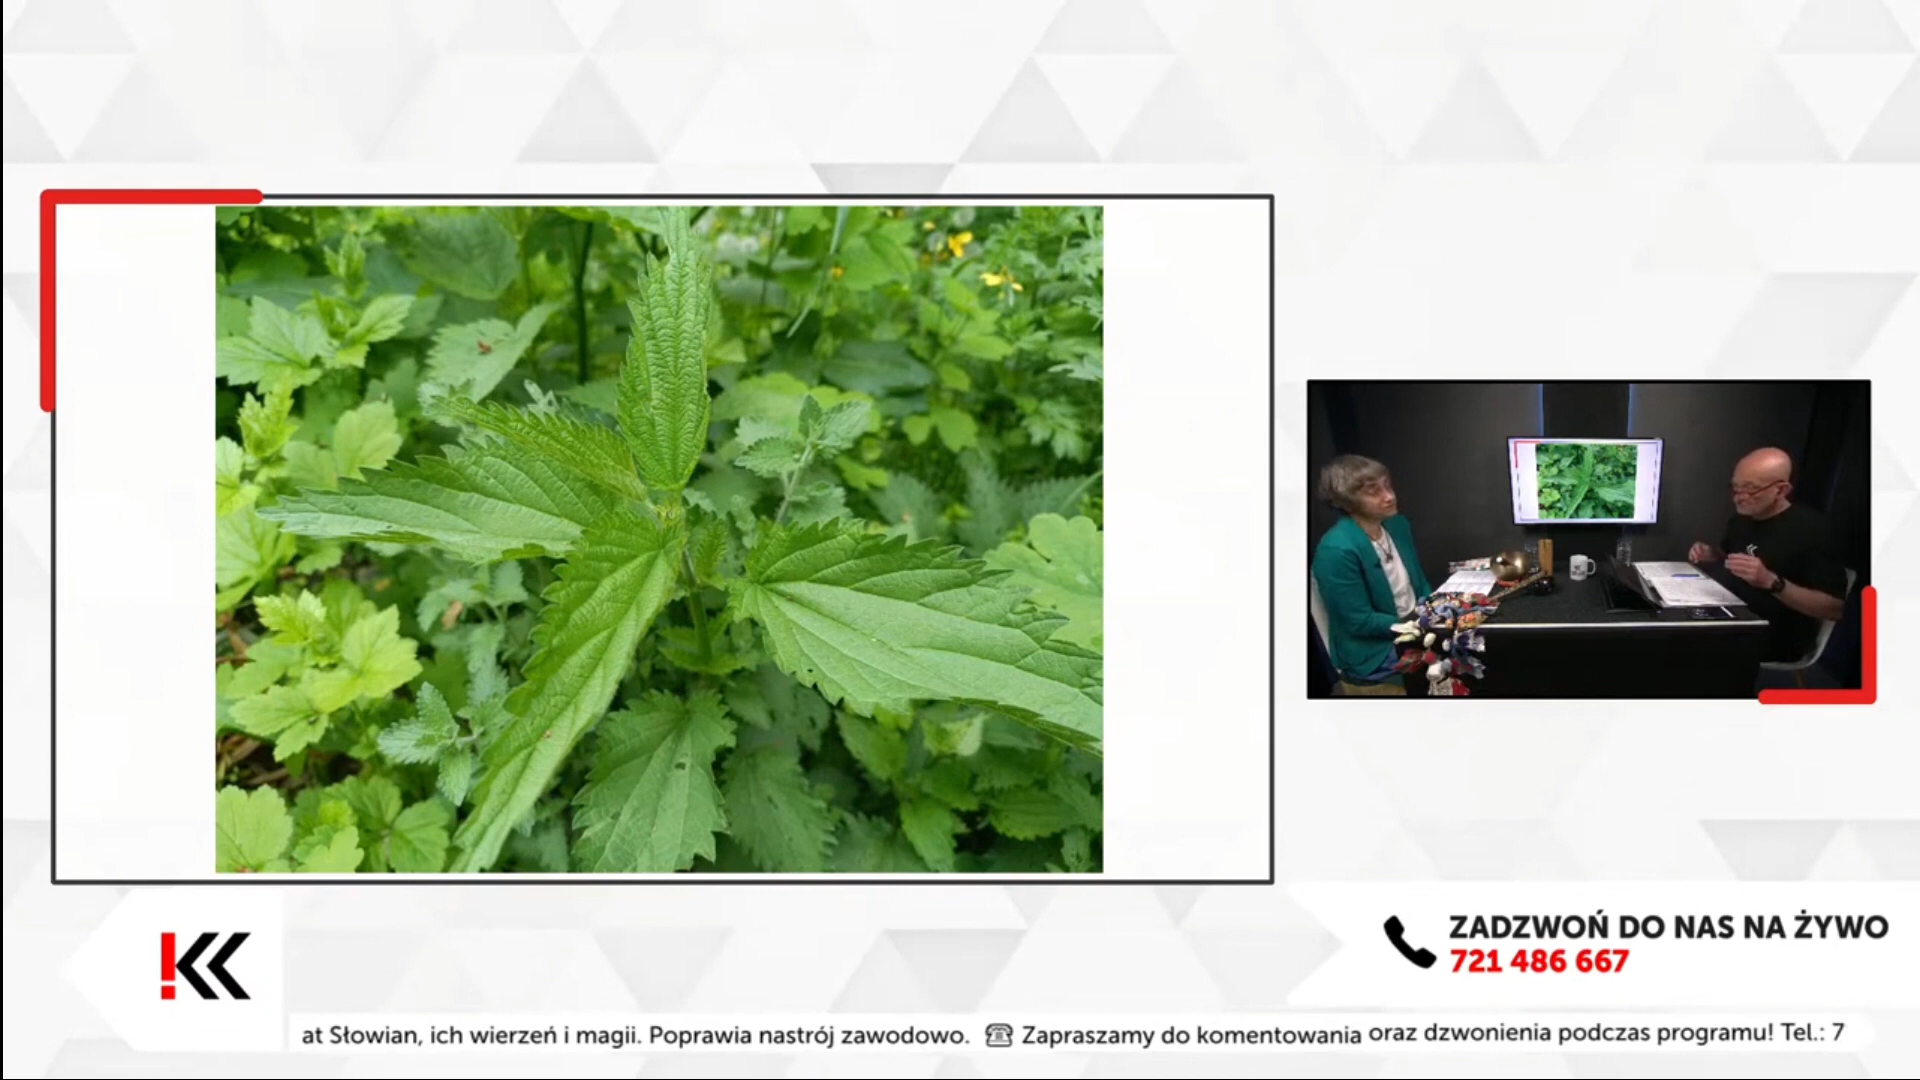 !KK
ZADZWOŃ DO NAS NA ŻYWO
721 486 667
at Słowian, ich wierzeń i magii. Poprawia nastrój zawodowo. ☎ Zapraszamy do komentowania oraz dzwonienia podczas programu! Tel.: 7